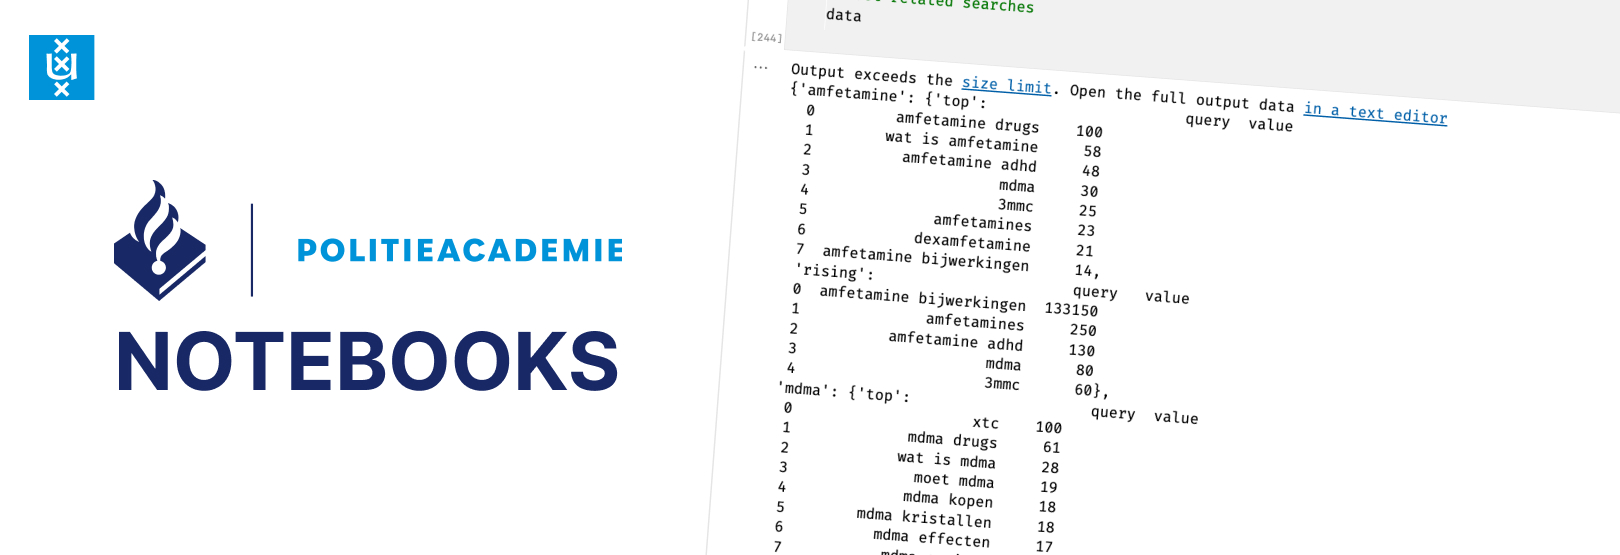 POLITIEACADEMIE
NOTEBOOKS
related searches
data
[244]
...
Output exceeds the size limit. Open the full output data in a text editor
{'amfetamine': {'top': query value
0 amfetamine drugs 100
1 wat is amfetamine 58
2 amfetamine adhd 48
3 mdma 30
4 3mmc 25
5 amfetamines 23
6 dexamfetamine 21
7 amfetamine bijwerkingen 14,
'rising': query value
0 amfetamine bijwerkingen 133150
1 amfetamines 250
2 amfetamine adhd 130
3 mdma 80
4 3mmc 60},
'mdma': {'top': query value
0 xtc 100
1 mdma drugs 61
2 wat is mdma 28
3 moet mdma 19
4 mdma kopen 18
5 mdma kristallen 18
6 mdma effecten 17
7